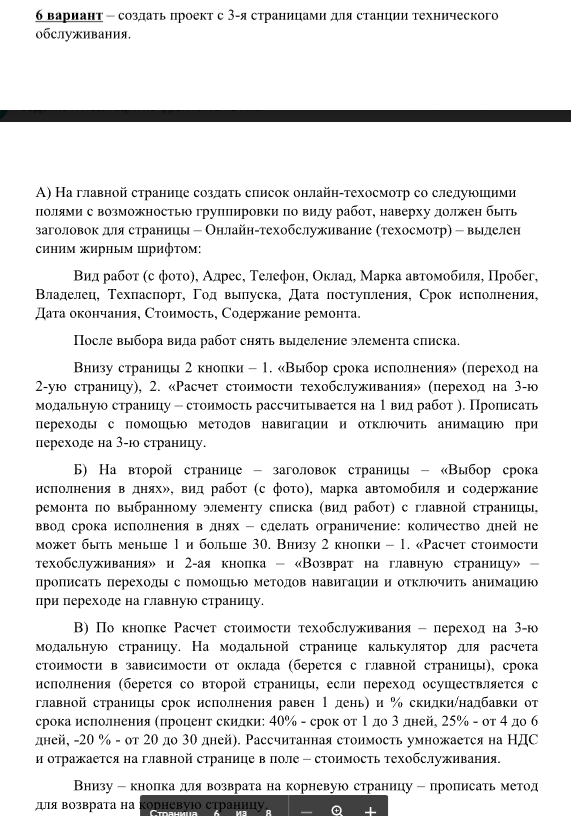 6 вариант – создать проект с 3-я страницами для станции технического
обслуживания.
А) На главной странице создать список онлайн-техосмотр со следующими
полями с возможностью группировки по виду работ, наверху должен быть
заголовок для страницы – Онлайн-техобслуживание (техосмотр) – выделен
синим жирным шрифтом:
Вид работ (с фото), Адрес, Телефон, Оклад, Марка автомобиля, Пробег,
Владелец, Техпаспорт, Год выпуска, Дата поступления, Срок исполнения,
Дата окончания, Стоимость, Содержание ремонта.
После выбора вида работ снять выделение элемента списка.
Внизу страницы 2 кнопки – 1. «Выбор срока исполнения» (переход на
2-ую страницу), 2. «Расчет стоимости техобслуживания» (переход на 3-ю
модальную страницу – стоимость рассчитывается на 1 вид работ ). Прописать
переходы с помощью методов навигации и отключить анимацию при
переходе на 3-ю страницу.
Б) На второй странице – заголовок страницы – «Выбор срока
исполнения в днях», вид работ (с фото), марка автомобиля и содержание
ремонта по выбранному элементу списка (вид работ) с главной страницы,
ввод срока исполнения в днях – сделать ограничение: количество дней не
может быть меньше 1 и больше 30. Внизу 2 кнопки – 1. «Расчет стоимости
техобслуживания» и 2-ая кнопка – «Возврат на главную страницу» –
прописать переходы с помощью методов навигации и отключить анимацию
при переходе на главную страницу.
В) По кнопке Расчет стоимости техобслуживания – переход на 3-ю
модальную страницу. На модальной странице калькулятор для расчета
стоимости в зависимости от оклада (берется с главной страницы), срока
исполнения (берется со второй страницы, если переход осуществляется с
главной страницы срок исполнения равен 1 день) и % скидки/надбавки от
срока исполнения (процент скидки: 40% - срок от 1 до 3 дней, 25% - от 4 до 6
дней, -20 % - от 20 до 30 дней). Рассчитанная стоимость умножается на НДС
и отражается на главной странице в поле – стоимость техобслуживания.
Внизу – кнопка для возврата на корневую страницу – прописать метод
для возврата на корневую страницу.
Страница 6 из 8